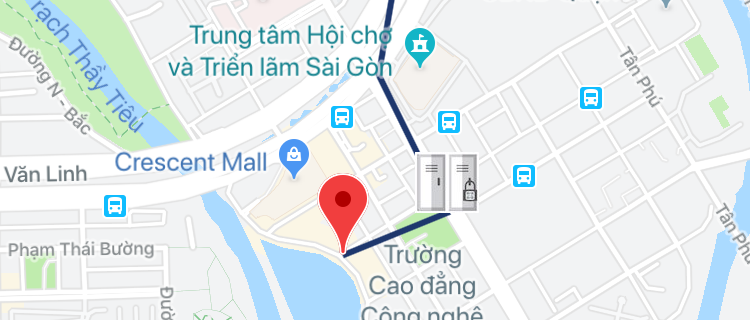 Trung tâm Hội chợ
và Triển lãm Sài Gòn
rạch Thầy Tiêu
Đường N - Bắc
Tân Phú
Crescent Mall
Văn Linh
Phạm Thái Bường
Trường
Cao đẳng
Công nghệ
Tân Phú